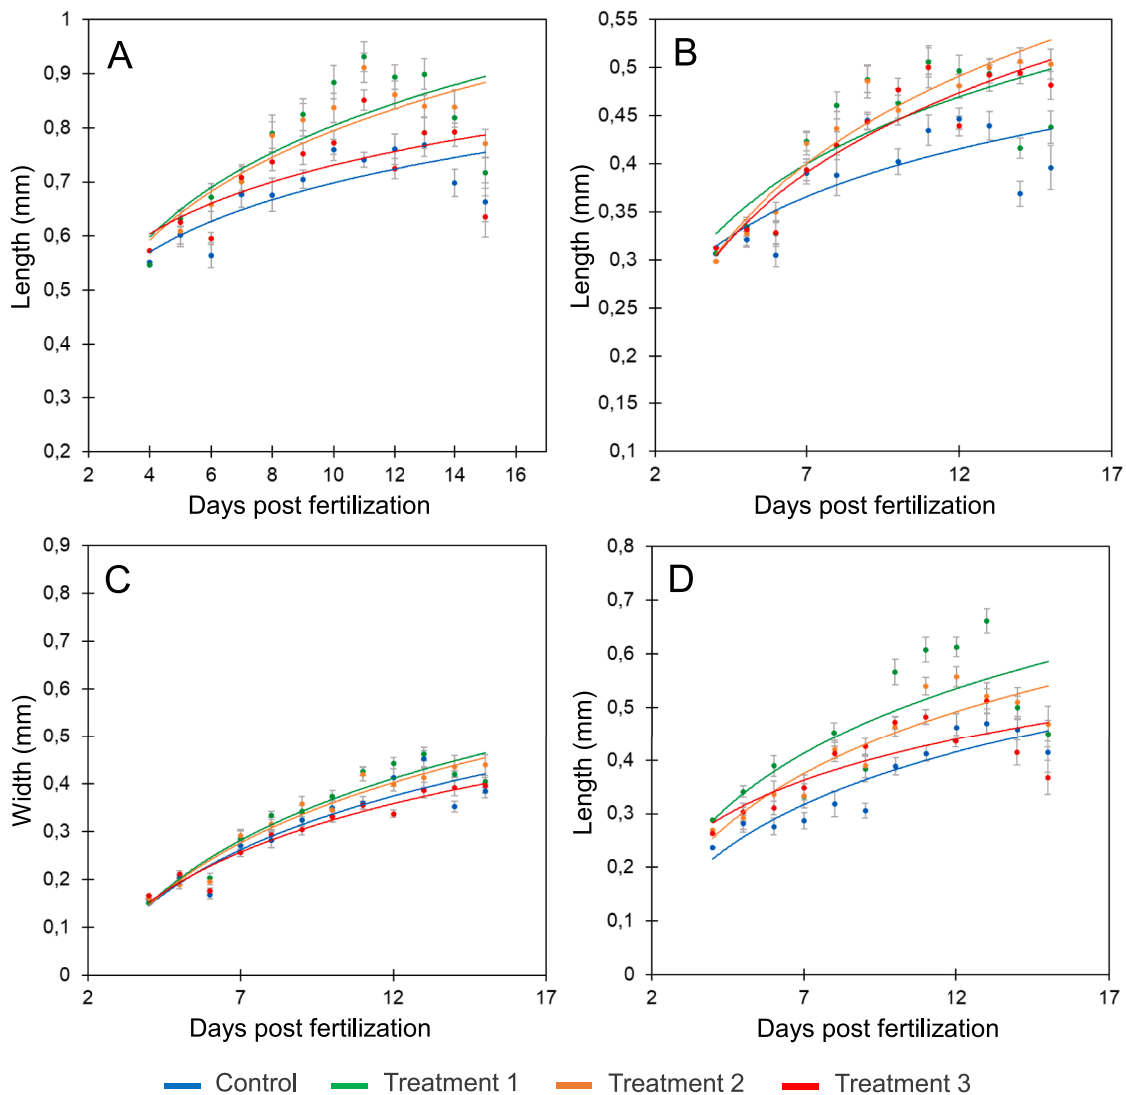 A
Length (mm)
1
0,9
0,8
0,7
0,6
0,5
0,4
0,3
0,2
2 4 6 8 10 12 14 16
Days post fertilization
B
Length (mm)
0,55
0,5
0,45
0,4
0,35
0,3
0,25
0,2
0,15
0,1
2 7 12 17
Days post fertilization
C
Width (mm)
0,9
0,8
0,7
0,6
0,5
0,4
0,3
0,2
0,1
0
2 7 12 17
Days post fertilization
D
Length (mm)
0,8
0,7
0,6
0,5
0,4
0,3
0,2
0,1
0
2 7 12 17
Days post fertilization
Control Treatment 1 Treatment 2 Treatment 3